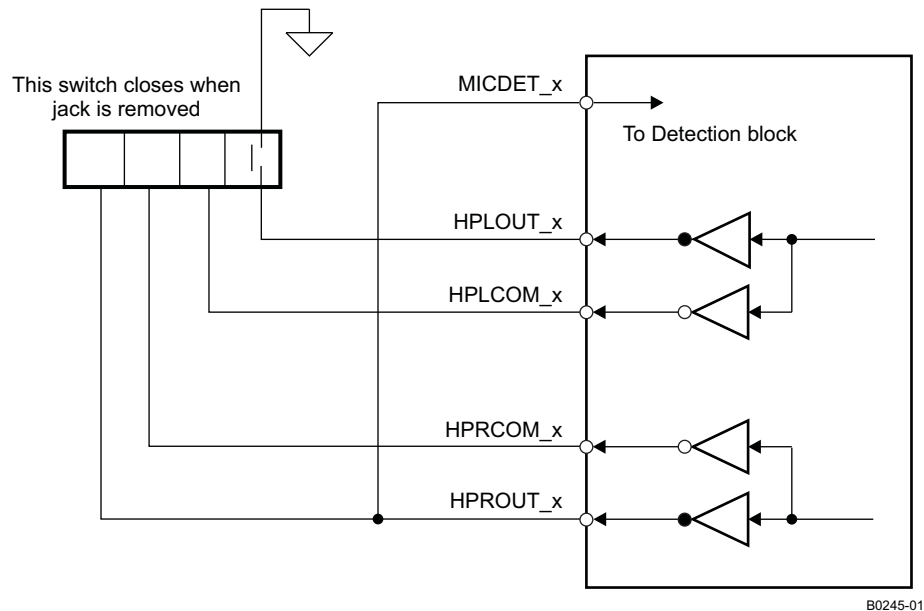 This switch closes when
jack is removed
MICDET_x
To Detection block
HPLOUT_x
HPLCOM_x
HPRCOM_x
HPROUT_x
B0245-01